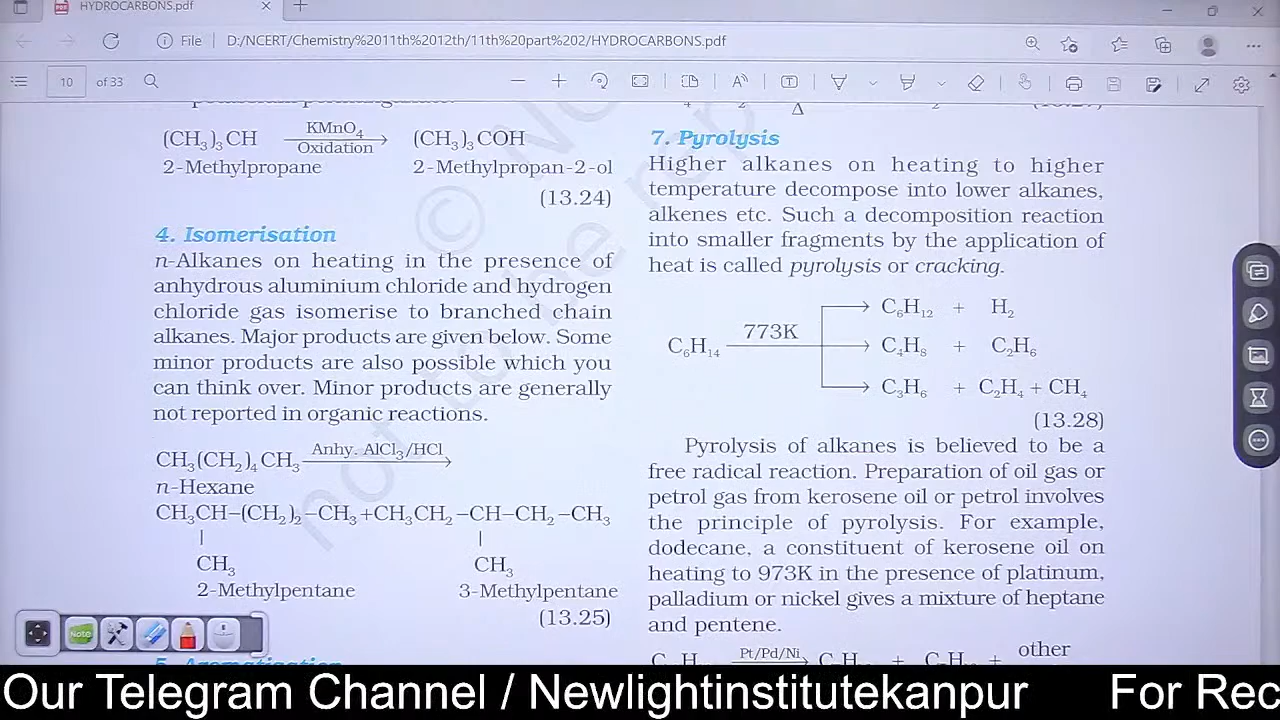 HYDROCARBONS.pdf
File
D:/NCERT/Chemistry%2011th%2012th/11th%20part%202/HYDROCARBONS.pdf
10 of 33
(CH3)3CH KMnO4 Oxidation (CH3)3COH
2-Methylpropane 2-Methylpropan-2-ol
(13.24)
4. Isomerisation
n-Alkanes on heating in the presence of
anhydrous aluminium chloride and hydrogen
chloride gas isomerise to branched chain
alkanes. Major products are given below. Some
minor products are also possible which you
can think over. Minor products are generally
not reported in organic reactions.
CH3(CH2)4CH3 Anhy. AlCl3/HCl
n-Hexane
CH3CH–(CH2)2–CH3+CH3CH2–CH–CH2–CH3
CH3 CH3
2-Methylpentane 3-Methylpentane
(13.25)
5. Aromatisation
Δ
7. Pyrolysis
Higher alkanes on heating to higher
temperature decompose into lower alkanes,
alkenes etc. Such a decomposition reaction
into smaller fragments by the application of
heat is called pyrolysis or cracking.
C6H12 + H2
C6H14 773K C4H8 + C2H6
C3H6 + C2H4 + CH4
(13.28)
Pyrolysis of alkanes is believed to be a
free radical reaction. Preparation of oil gas or
petrol gas from kerosene oil or petrol involves
the principle of pyrolysis. For example,
dodecane, a constituent of kerosene oil on
heating to 973K in the presence of platinum,
palladium or nickel gives a mixture of heptane
and pentene.
Pt/Pd/Ni + + other
© No
not to be rep
Note
Our Telegram Channel / Newlightinstitutekanpur For Rec